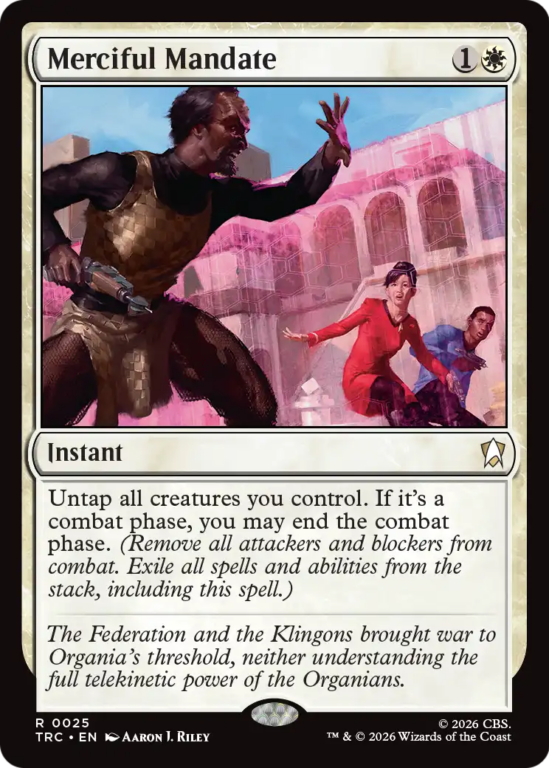 Merciful Mandate 1
Instant
Untap all creatures you control. If it's a
combat phase, you may end the combat
phase. (Remove all attackers and blockers from
combat. Exile all spells and abilities from the
stack, including this spell.)
The Federation and the Klingons brought war to
Organia's threshold, neither understanding the
full telekinetic power of the Organians.
R 0025
TRC • EN Aaron J. Riley
© 2026 CBS.
™ & © 2026 Wizards of the Coast